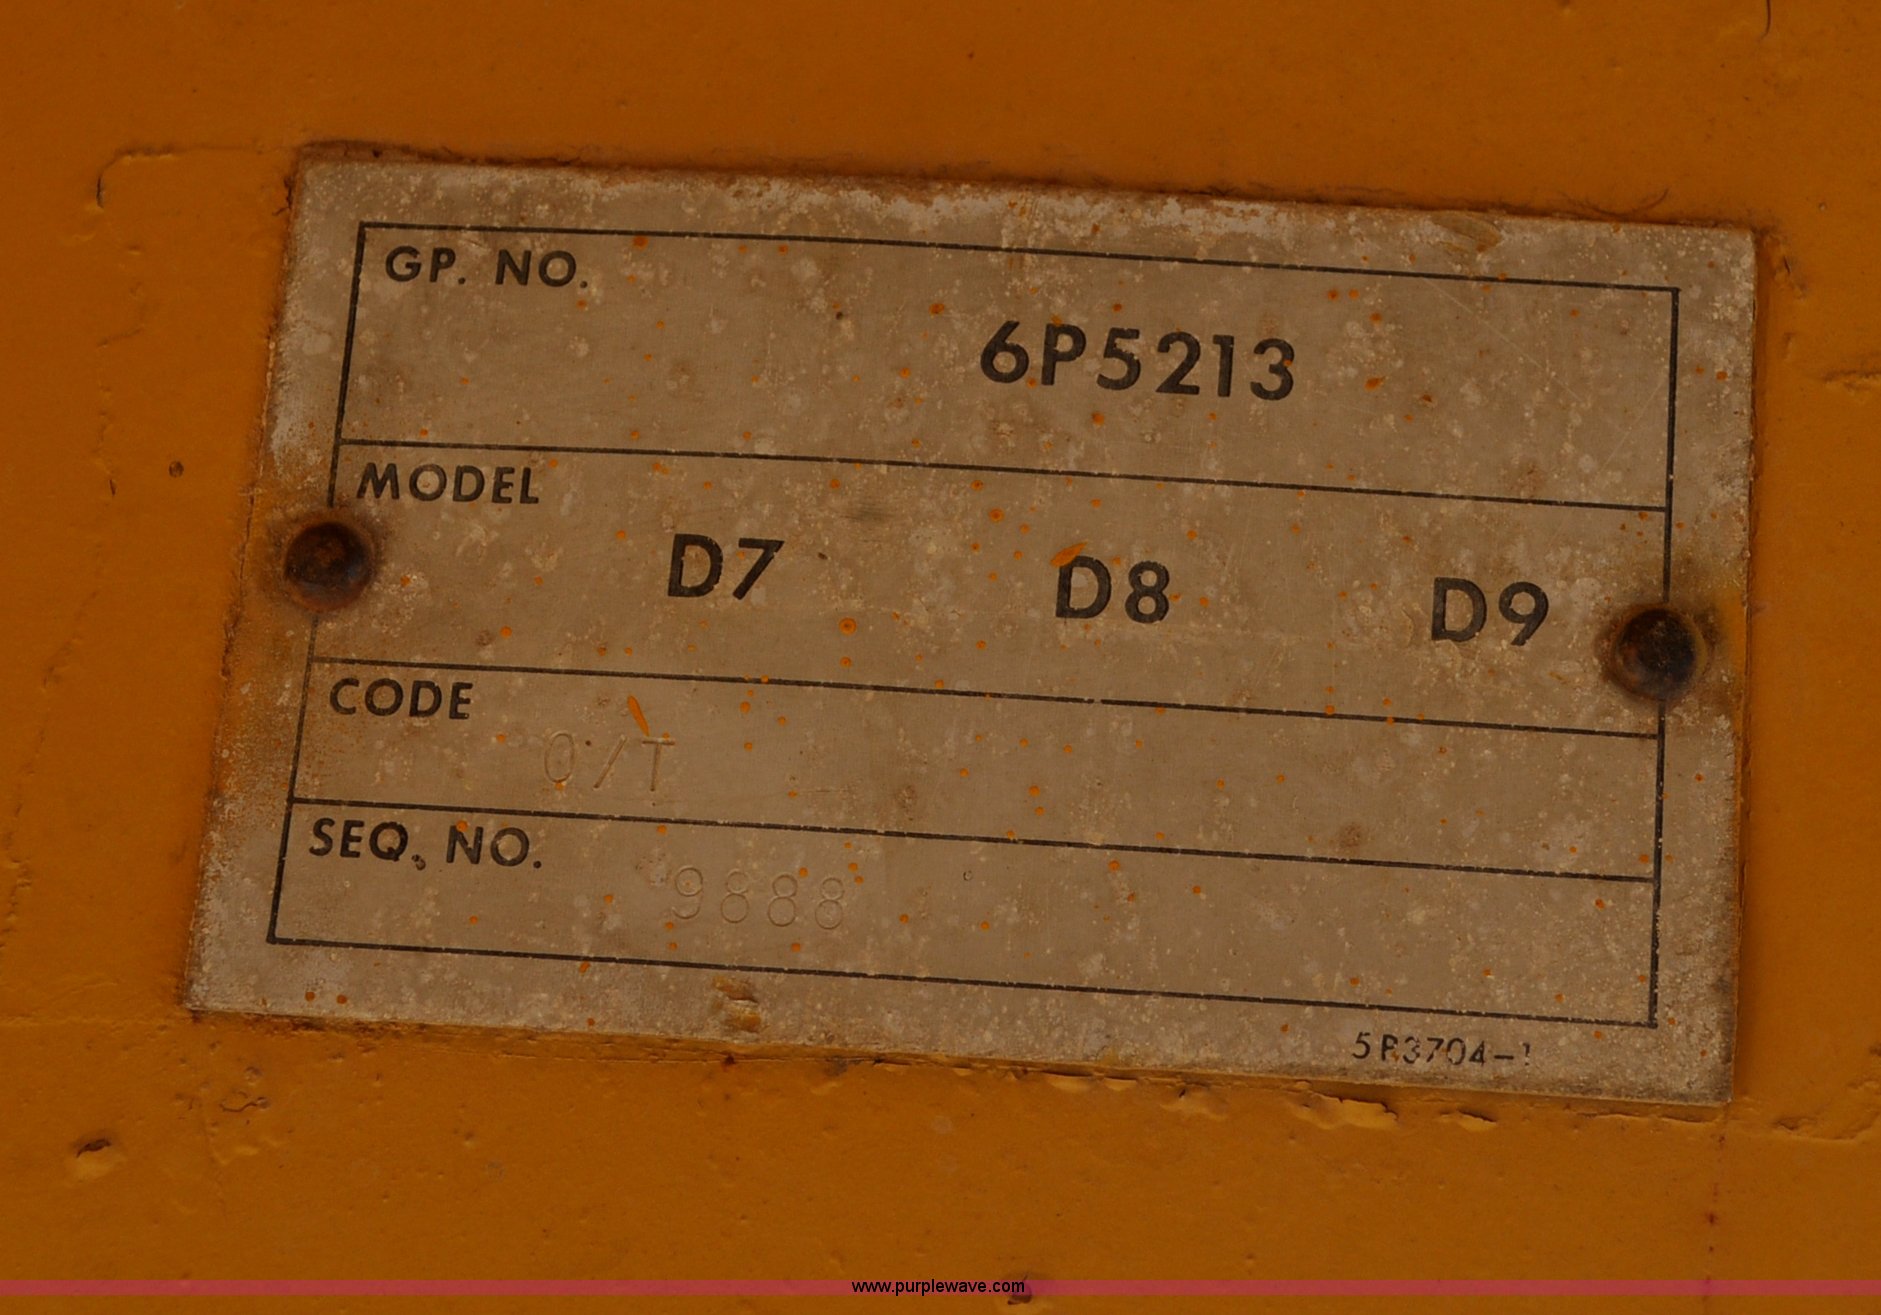 GP. NO.
6P5213
MODEL
D7 D8 D9
CODE
0/T
SEQ. NO.
9888
5P3704-1
www.purplewave.com